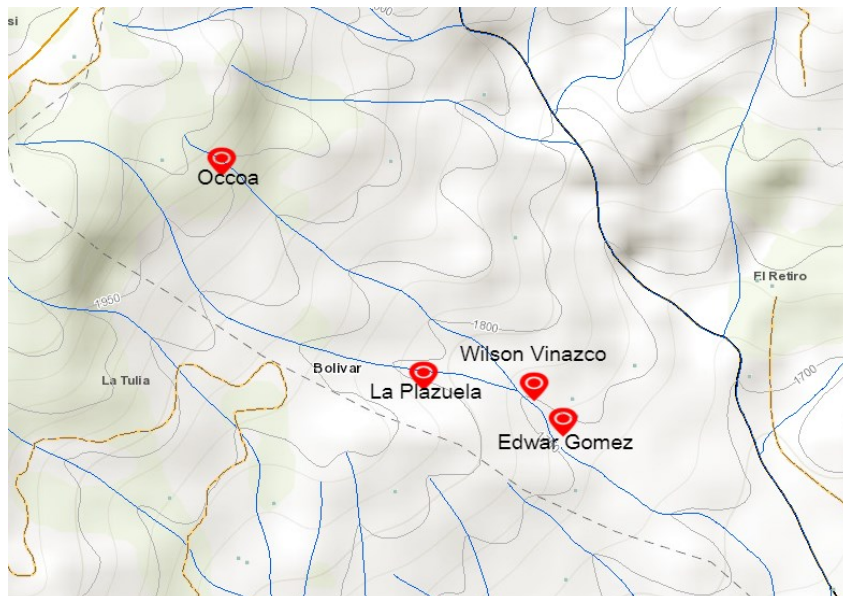 si
Occoa
El Retiro
1950
1800
Wilson Vinazco
Bolivar
La Plazuela
La Tulia
1700
Edwar Gomez